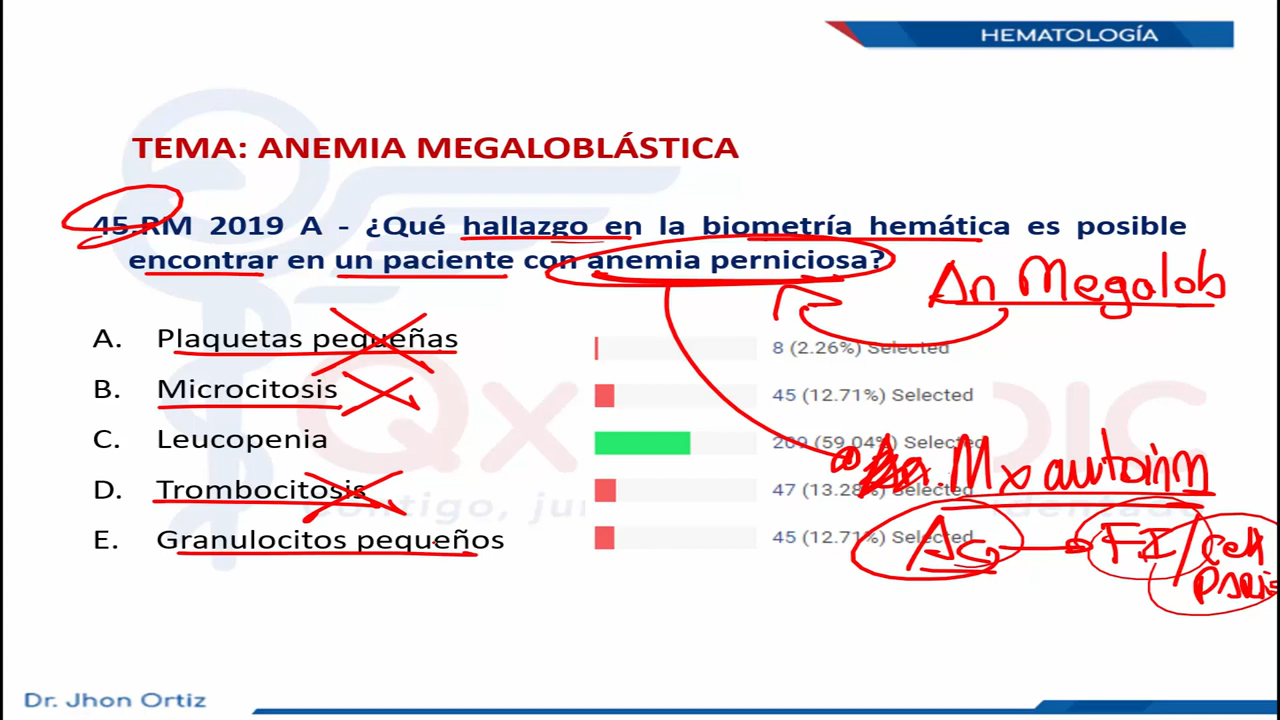 HEMATOLOGÍA
TEMA: ANEMIA MEGALOBLÁSTICA
45.RM 2019 A - ¿Qué hallazgo en la biometría hemática es posible
encontrar en un paciente con anemia perniciosa?
An Megalob
A. Plaquetas pequeñas
8 (2.26%) Selected
B. Microcitosis
45 (12.71%) Selected
C. Leucopenia
209 (59.04%) Selected
D. Trombocitosis
47 (13.28%) Selected
Mx autoinm
E. Granulocitos pequeños
45 (12.71%) Selected
FI/
Dr. Jhon Ortiz